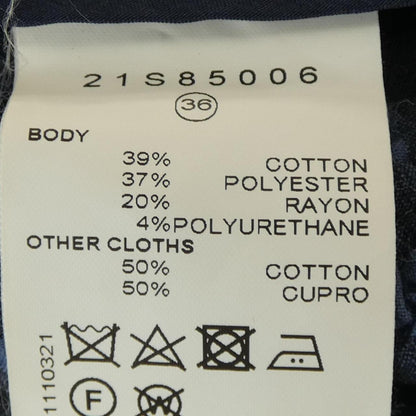 21S85006
36
BODY
39% COTTON
37% POLYESTER
20% RAYON
4% POLYURETHANE
OTHER CLOTHS
50% COTTON
50% CUPRO
1110321
F
W